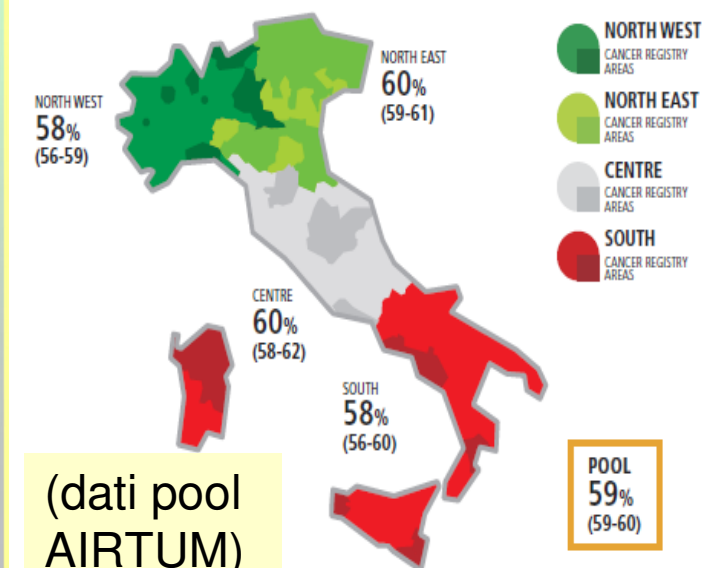 NORTH WEST
58%
(56-59)
NORTH EAST
60%
(59-61)
CENTRE
60%
(58-62)
SOUTH
58%
(56-60)
NORTH WEST
CANCER REGISTRY
AREAS
NORTH EAST
CANCER REGISTRY
AREAS
CENTRE
CANCER REGISTRY
AREAS
SOUTH
CANCER REGISTRY
AREAS
POOL
59%
(59-60)
(dati pool
AIRTUM)